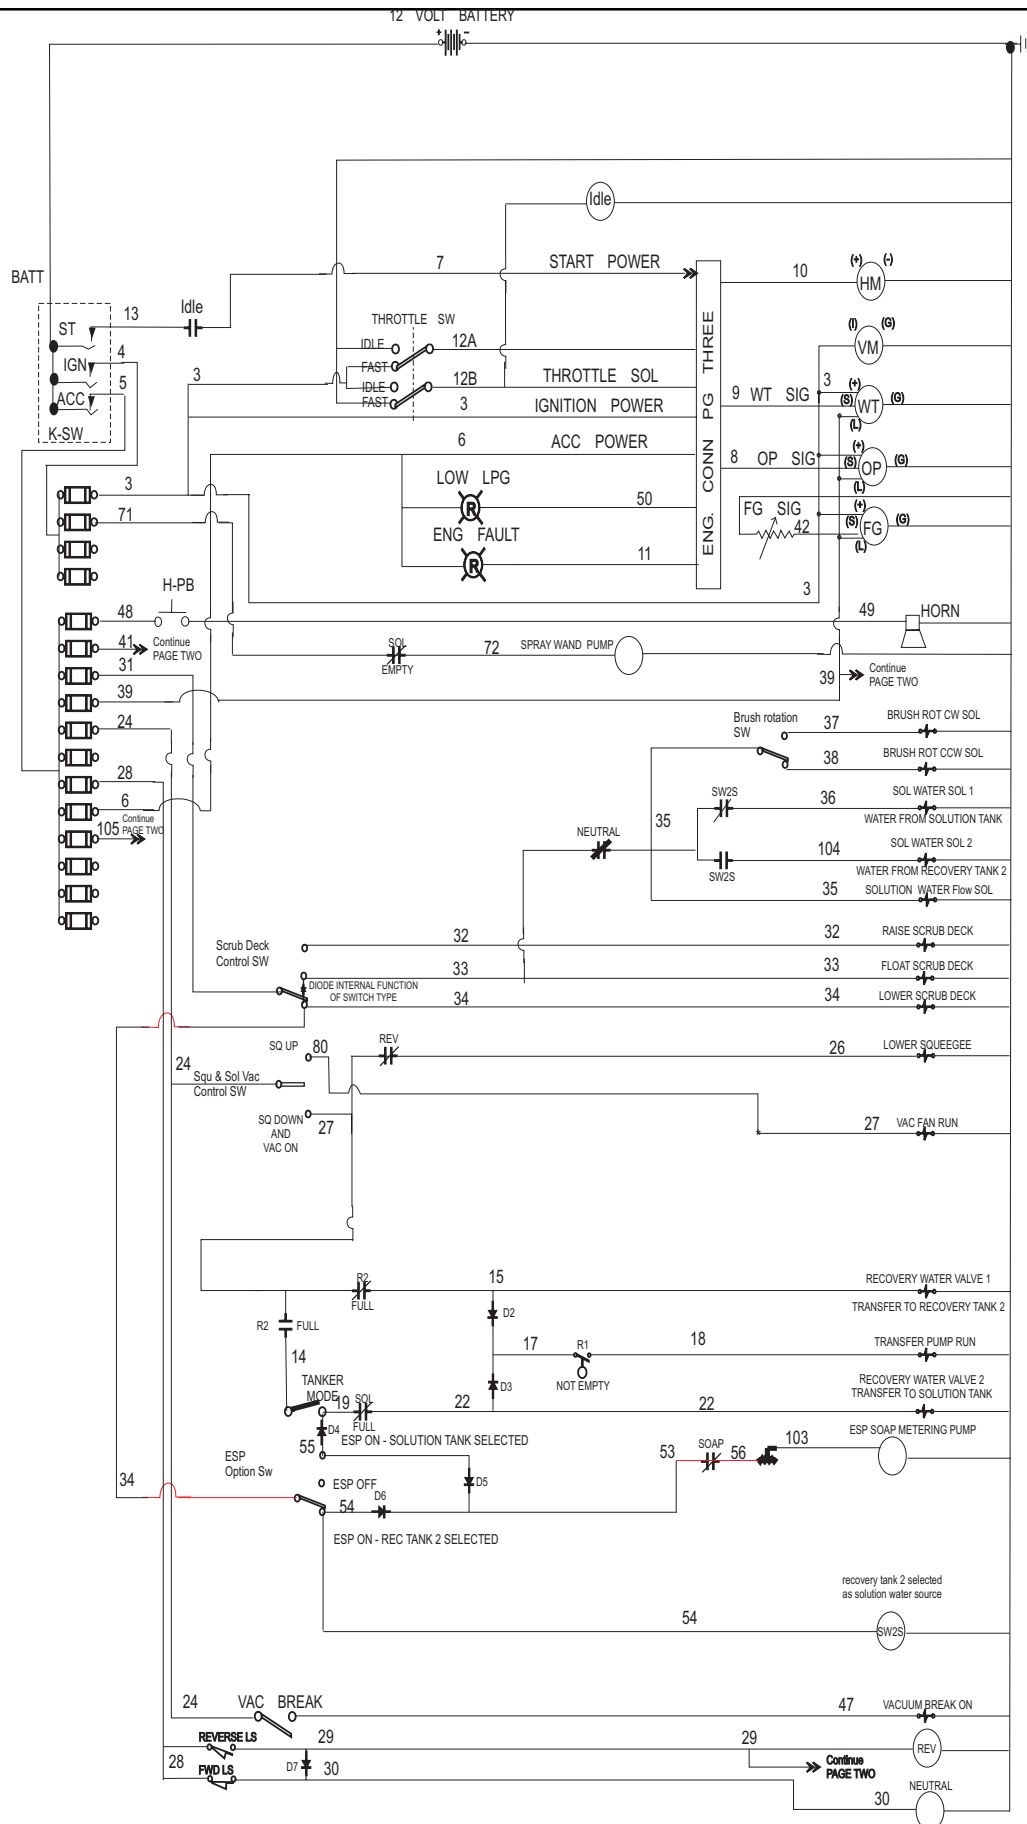 12 VOLT BATTERY
+ -
Idle
BATT
7 START POWER
10 (+) (-)
HM
13 Idle
ST
THROTTLE SW
(I) (G)
VM
4
IGN
IDLE 12A
FAST
5
ACC
3
IDLE 12B THROTTLE SOL
FAST
3 IGNITION POWER
K-SW
ENG. CONN PG THREE
9 WT SIG
3 (+)
(S) WT (G)
(L)
6 ACC POWER
8 OP SIG
(+)
(S) OP (G)
(L)
3
LOW LPG
R
50
71
FG SIG
42
(+)
(S) FG (G)
(L)
ENG FAULT
R
11
3
H-PB
48
49 HORN
41 Continue
PAGE TWO
SOL
EMPTY
72 SPRAY WAND PUMP
31
39
39 Continue
PAGE TWO
24
Brush rotation
SW
37 BRUSH ROT CW SOL
38 BRUSH ROT CCW SOL
28
6
105 Continue
PAGE TWO
SW2S
36 SOL WATER SOL 1
WATER FROM SOLUTION TANK
35
NEUTRAL
SW2S
104 SOL WATER SOL 2
WATER FROM RECOVERY TANK 2
35 SOLUTION WATER Flow SOL
Scrub Deck
Control SW
32 32 RAISE SCRUB DECK
33 33 FLOAT SCRUB DECK
DIODE INTERNAL FUNCTION
OF SWITCH TYPE
34 34 LOWER SCRUB DECK
SQ UP 80
REV
26 LOWER SQUEEGEE
24
Squ & Sol Vac
Control SW
SQ DOWN
AND
VAC ON
27
27 VAC FAN RUN
R2
FULL
15
RECOVERY WATER VALVE 1
TRANSFER TO RECOVERY TANK 2
D2
R2 FULL
14
17 R1
NOT EMPTY
18 TRANSFER PUMP RUN
TANKER
MODE
19 SOL
FULL
D3
22 22
RECOVERY WATER VALVE 2
TRANSFER TO SOLUTION TANK
D4
55
ESP ON - SOLUTION TANK SELECTED
ESP
Option Sw
D5
53 SOAP 56 103
ESP SOAP METERING PUMP
34
ESP OFF
54 D6
ESP ON - REC TANK 2 SELECTED
recovery tank 2 selected
as solution water source
54
SW2S
24 VAC BREAK
47 VACUUM BREAK ON
REVERSE LS
29 29
REV
28
FWD LS
D7 30
Continue
PAGE TWO
30 NEUTRAL